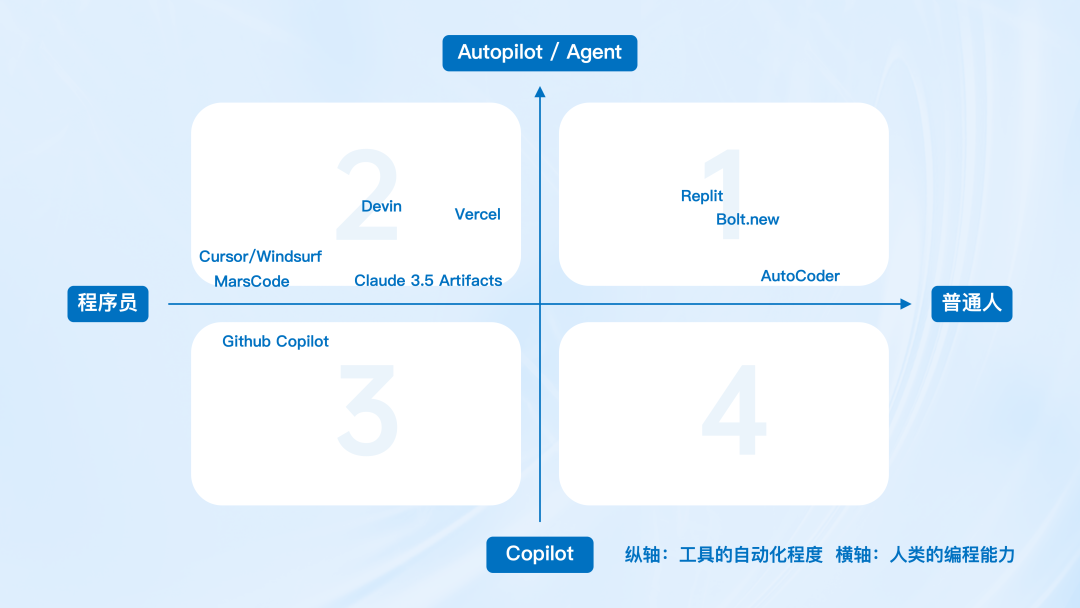 Autopilot / Agent
2
Devin
Vercel
Cursor/Windsurf
MarsCode
Claude 3.5 Artifacts
1
Replit
Bolt.new
AutoCoder
程序员
普通人
Github Copilot
3
4
Copilot
纵轴：工具的自动化程度 横轴：人类的编程能力